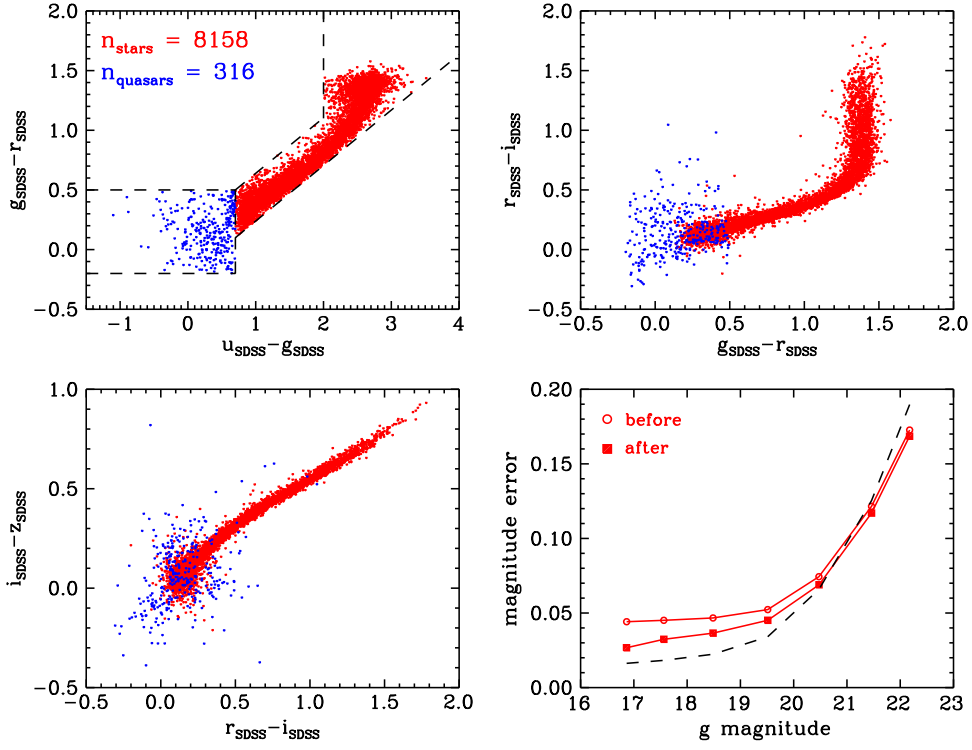 n_stars = 8158
n_quasars = 316
2.0
1.5
1.0
0.5
0.0
−0.5
g_SDSS−r_SDSS
−1 0 1 2 3 4
u_SDSS−g_SDSS
2.0
1.5
1.0
0.5
0.0
−0.5
r_SDSS−i_SDSS
−0.5 0.0 0.5 1.0 1.5 2.0
g_SDSS−r_SDSS
1.0
0.5
0.0
−0.5
i_SDSS−z_SDSS
−0.5 0.0 0.5 1.0 1.5 2.0
r_SDSS−i_SDSS
before
after
0.20
0.15
0.10
0.05
0.00
magnitude error
16 17 18 19 20 21 22 23
g magnitude